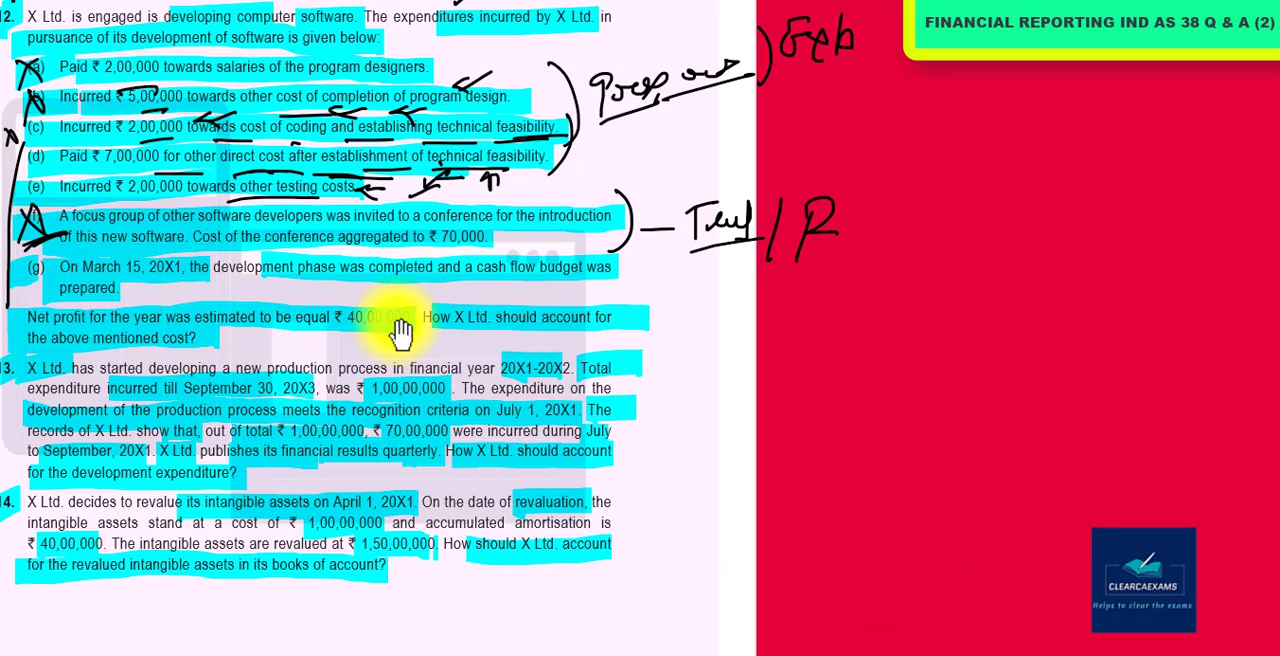 12. X Ltd. is engaged is developing computer software. The expenditures incurred by X Ltd. in
pursuance of its development of software is given below:
(a) Paid ₹ 2,00,000 towards salaries of the program designers.
(b) Incurred ₹ 5,00,000 towards other cost of completion of program design.
(c) Incurred ₹ 2,00,000 towards cost of coding and establishing technical feasibility.
(d) Paid ₹ 7,00,000 for other direct cost after establishment of technical feasibility.
(e) Incurred ₹ 2,00,000 towards other testing costs.
(f) A focus group of other software developers was invited to a conference for the introduction
of this new software. Cost of the conference aggregated to ₹ 70,000.
(g) On March 15, 20X1, the development phase was completed and a cash flow budget was
prepared.
Net profit for the year was estimated to be equal ₹ 40,00,000. How X Ltd. should account for
the above mentioned cost?
13. X Ltd. has started developing a new production process in financial year 20X1-20X2. Total
expenditure incurred till September 30, 20X3, was ₹ 1,00,00,000 . The expenditure on the
development of the production process meets the recognition criteria on July 1, 20X1. The
records of X Ltd. show that, out of total ₹ 1,00,00,000, ₹ 70,00,000 were incurred during July
to September, 20X1. X Ltd. publishes its financial results quarterly. How X Ltd. should account
for the development expenditure?
14. X Ltd. decides to revalue its intangible assets on April 1, 20X1. On the date of revaluation, the
intangible assets stand at a cost of ₹ 1,00,00,000 and accumulated amortisation is
₹ 40,00,000. The intangible assets are revalued at ₹ 1,50,00,000. How should X Ltd. account
for the revalued intangible assets in its books of account?
FINANCIAL REPORTING IND AS 38 Q & A (2)
CLEARCAEXAMS
Helps to clear the exams